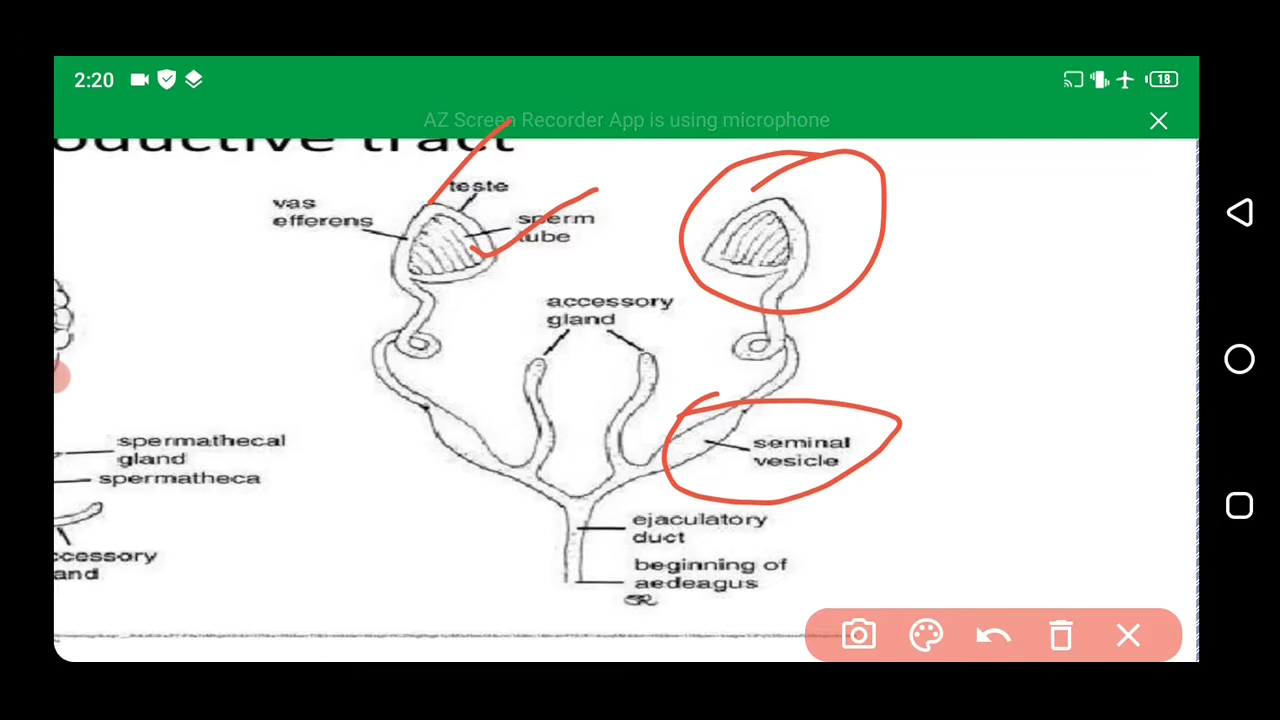 2:20
18
AZ Screen Recorder App is using microphone
oductive tract
teste
vas
efferens
sperm
tube
accessory
gland
spermathecal
gland
spermatheca
ccessory
and
seminal
vesicle
ejaculatory
duct
beginning of
aedeagus